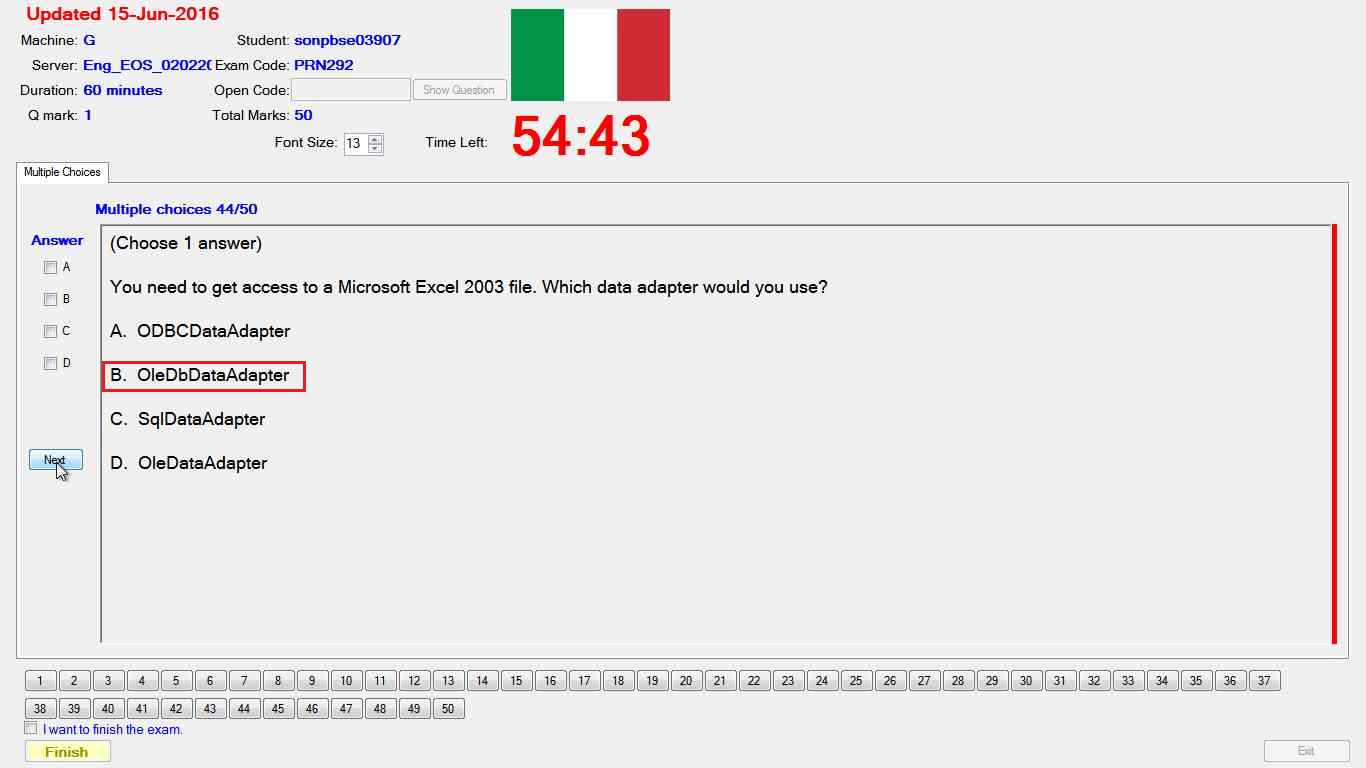 Updated 15-Jun-2016
Machine: G Student: sonpbse03907
Server: Eng_EOS_02022( Exam Code: PRN292
Duration: 60 minutes Open Code: Show Question
Q mark: 1 Total Marks: 50
Font Size: 13 Time Left: 54:43
Multiple Choices
Multiple choices 44/50
Answer
(Choose 1 answer)
A
You need to get access to a Microsoft Excel 2003 file. Which data adapter would you use?
B
C A. ODBCDataAdapter
D
B. OleDbDataAdapter
C. SqlDataAdapter
Next D. OleDataAdapter
1 2 3 4 5 6 7 8 9 10 11 12 13 14 15 16 17 18 19 20 21 22 23 24 25 26 27 28 29 30 31 32 33 34 35 36 37
38 39 40 41 42 43 44 45 46 47 48 49 50
I want to finish the exam.
Finish Exit